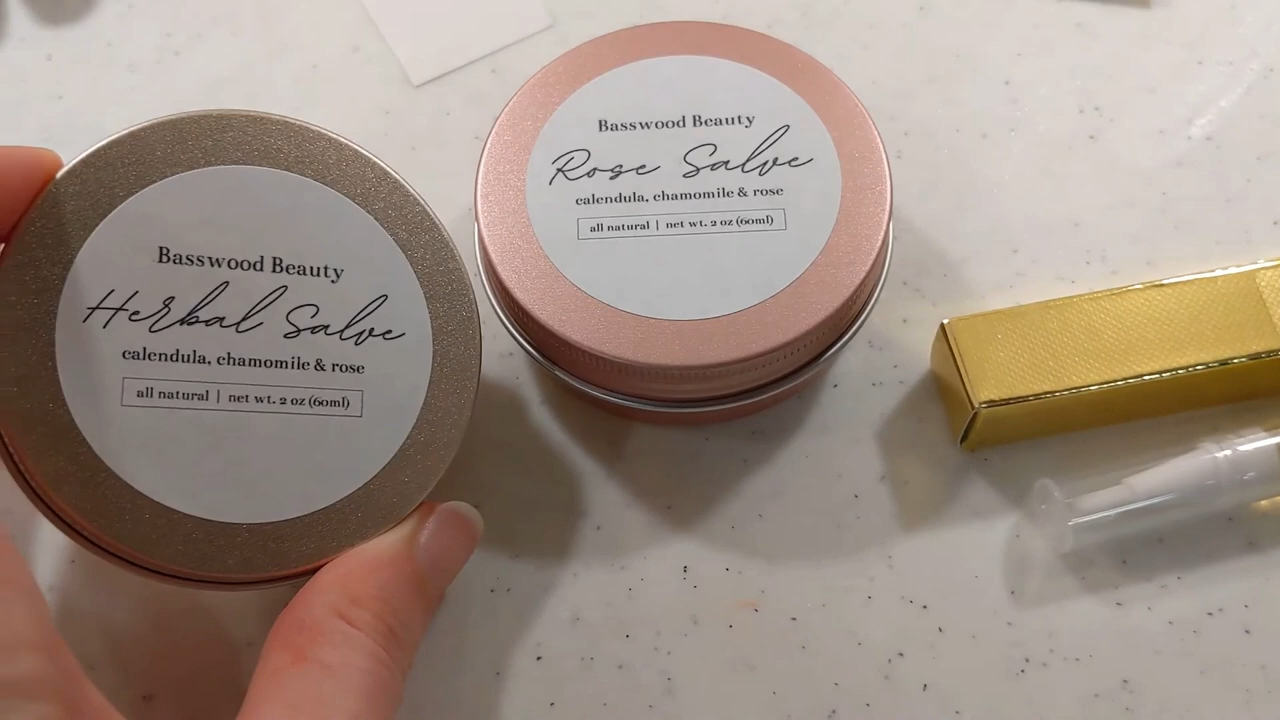 Basswood Beauty
Herbal Salve
calendula, chamomile & rose
all natural | net wt. 2 oz (60ml)
Basswood Beauty
Rose Salve
calendula, chamomile & rose
all natural | net wt. 2 oz (60ml)